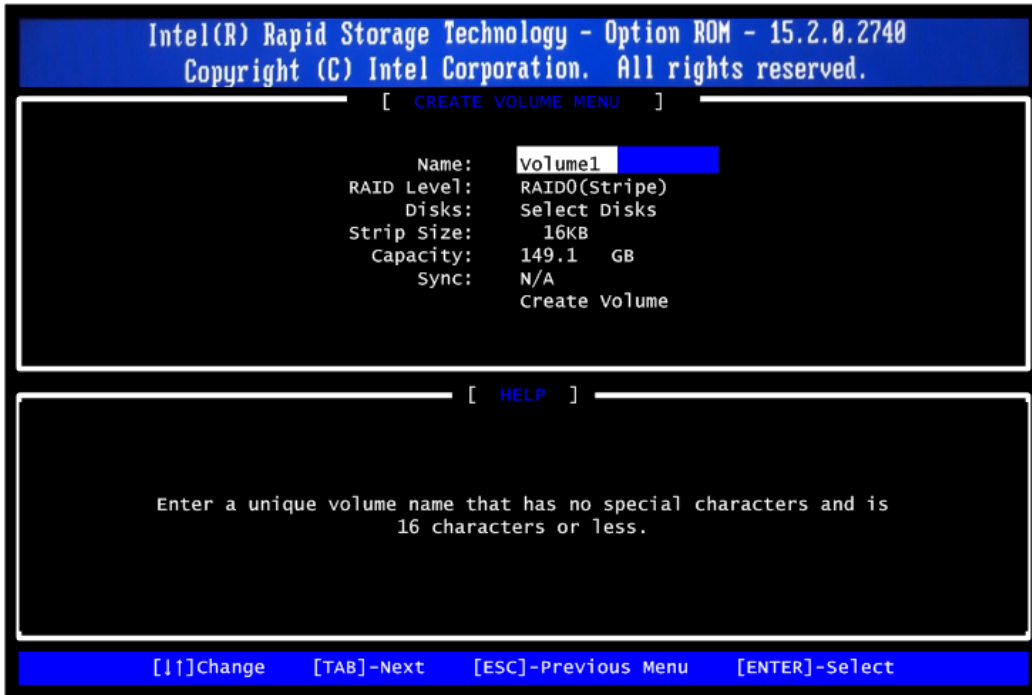 Intel(R) Rapid Storage Technology - Option ROM - 15.2.0.2740
Copyright (C) Intel Corporation. All rights reserved.
[ CREATE VOLUME MENU ]
Name: Volume1
RAID Level: RAID0(Stripe)
Disks: Select Disks
Strip Size: 16KB
Capacity: 149.1 GB
Sync: N/A
Create Volume
[ HELP ]
Enter a unique volume name that has no special characters and is
16 characters or less.
[↓↑]Change [TAB]-Next [ESC]-Previous Menu [ENTER]-Select